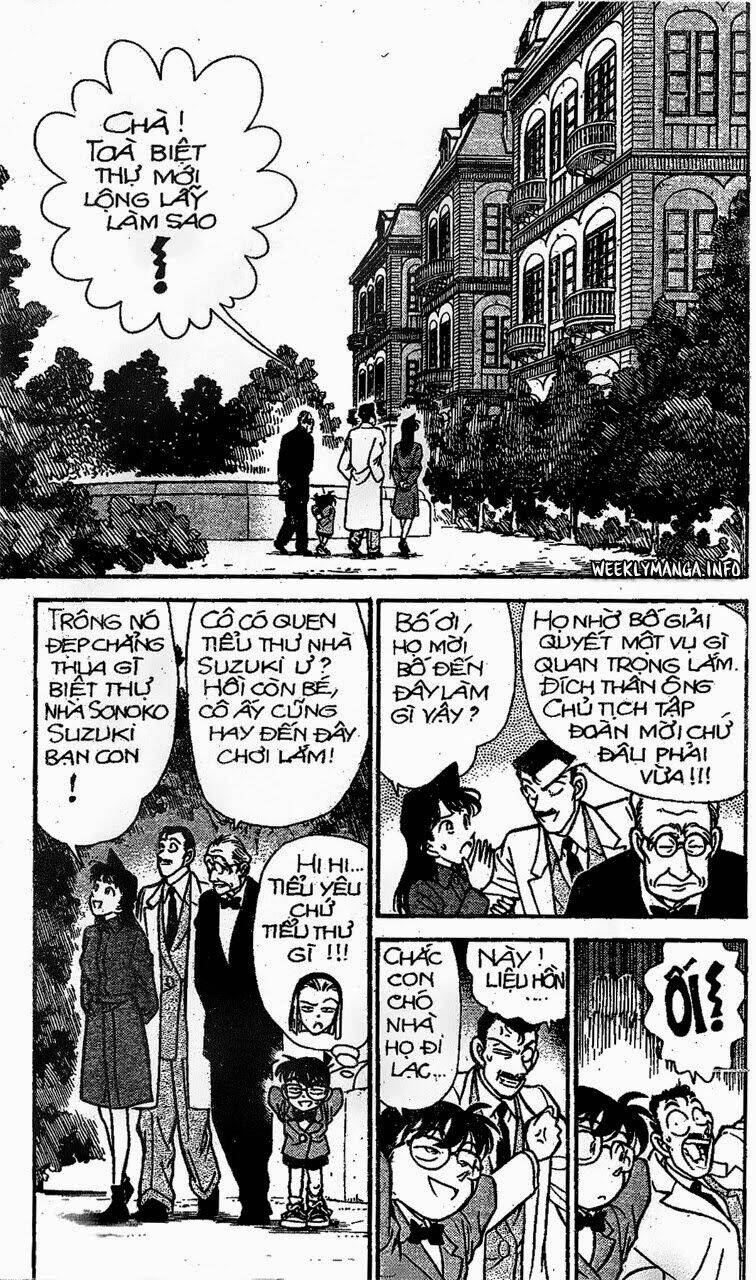 CHÀ!
TOÀ BIỆT
THỰ MỚI
LỘNG LẪY
LÀM SAO
!
WEEKLYMANGA.INFO
TRÔNG NÓ
ĐẸP CHẲNG
THUA GÌ
BIỆT THỰ
NHÀ SONOKO
SUZUKI
BẠN CON
!
CÔ CÓ QUEN
TIỂU THƯ NHÀ
SUZUKI Ư?
HỒI CÒN BÉ,
CÔ ẤY CŨNG
HAY ĐẾN ĐÂY
CHƠI LẮM!
HI HI...
TIỂU YÊU
CHỨ
TIỂU THƯ
GÌ !!!
BỐ ƠI,
HỌ MỜI
BỐ ĐẾN
ĐÂY LÀM
GÌ VẬY?
HỌ NHỜ BỐ GIẢI
QUYẾT MỘT VỤ GÌ
QUAN TRỌNG LẮM.
ĐÍCH THÂN ÔNG
CHỦ TỊCH TẬP
ĐOÀN MỜI CHỨ
ĐÂU PHẢI
VỪA!!!
CHẮC
CON
CHÓ
NHÀ
HỌ ĐI
LẠC...
NÀY!
LIỆU HỒN
....
ỐI!